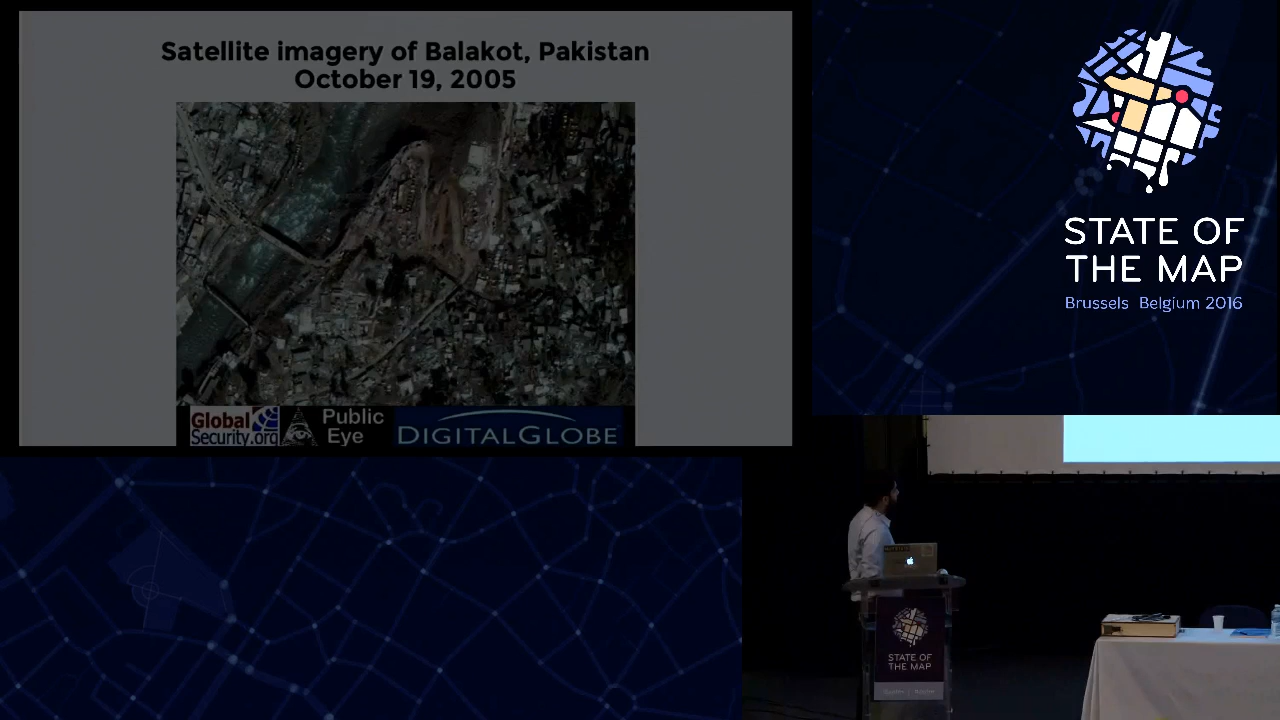 Satellite imagery of Balakot, Pakistan
October 19, 2005
Global
Security.org
Public
Eye
DIGITALGLOBE
STATE OF
THE MAP
Brussels Belgium 2016
STATE OF
THE MAP